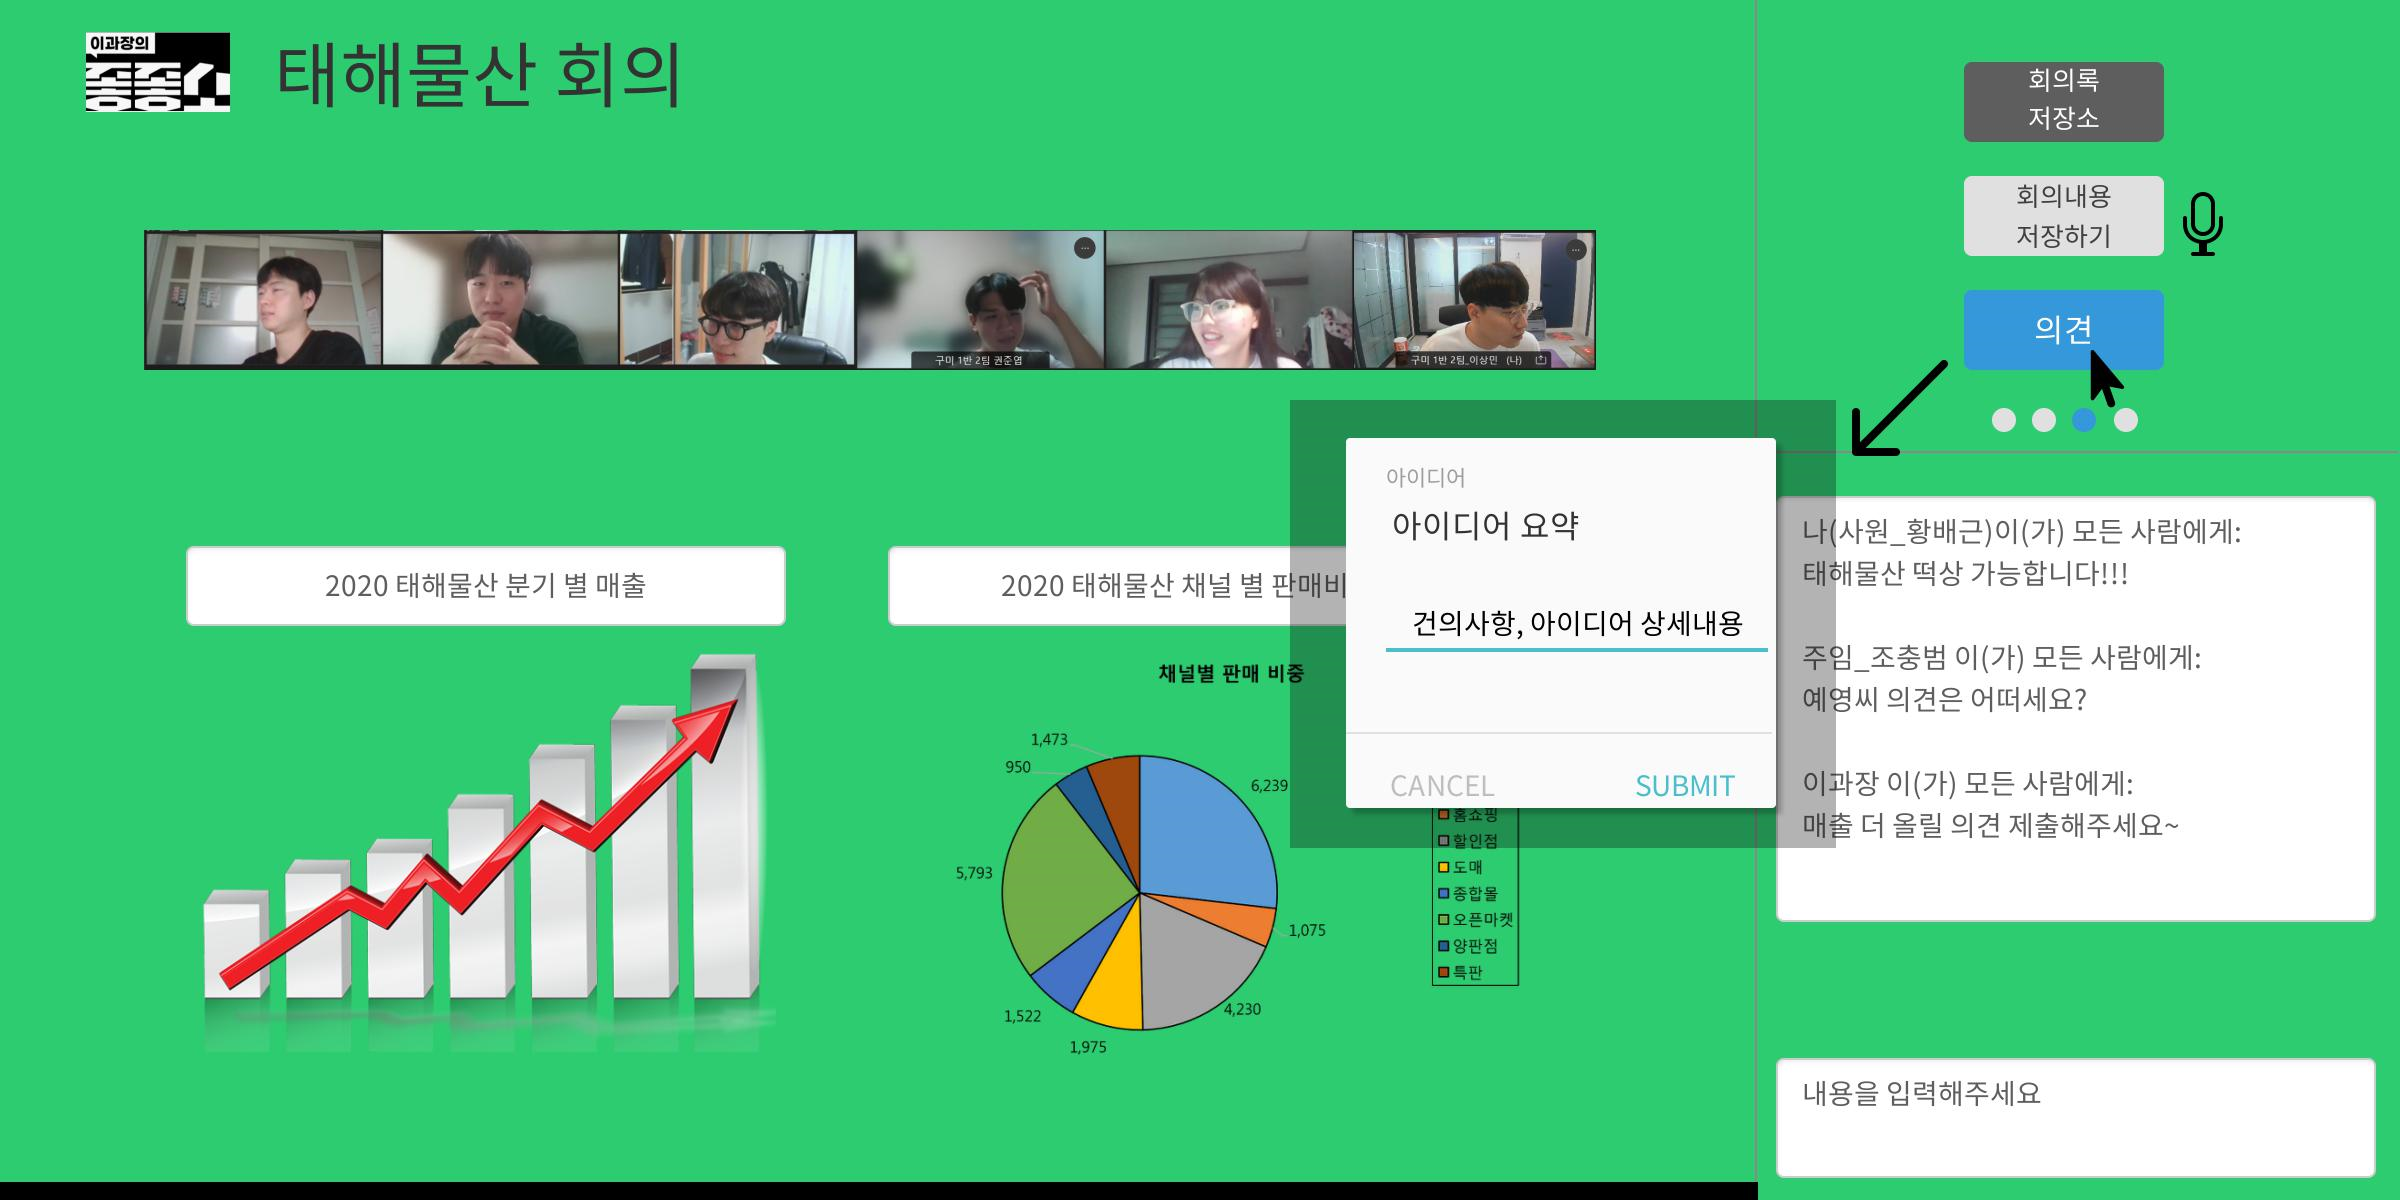 이과장의
좋좋소
태해물산 회의
회의록
저장소
회의내용
저장하기
의견
구미 1반 2팀 권준엽
구미 1반 2팀_이상민 (나)
아이디어
아이디어 요약
건의사항, 아이디어 상세내용
CANCEL
SUBMIT
2020 태해물산 분기 별 매출
2020 태해물산 채널 별 판매비
채널별 판매 비중
1,473
950
6,239
5,793
1,075
4,230
1,522
1,975
홈쇼핑
할인점
도매
종합몰
오픈마켓
양판점
특판
나(사원_황배근)이(가) 모든 사람에게:
태해물산 떡상 가능합니다!!!
주임_조충범 이(가) 모든 사람에게:
예영씨 의견은 어떠세요?
이과장 이(가) 모든 사람에게:
매출 더 올릴 의견 제출해주세요~
내용을 입력해주세요